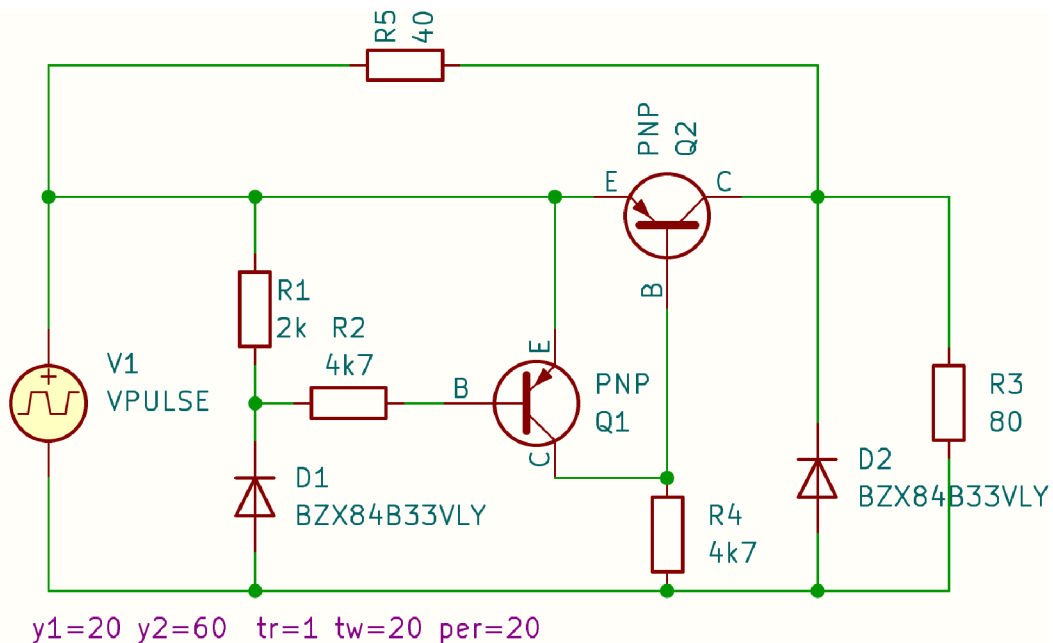 R5
40
PNP
Q2
E
C
B
R1
2k
R2
4k7
V1
VPULSE
B
E
C
PNP
Q1
R3
80
D1
BZX84B33VLY
D2
BZX84B33VLY
R4
4k7
y1=20 y2=60 tr=1 tw=20 per=20